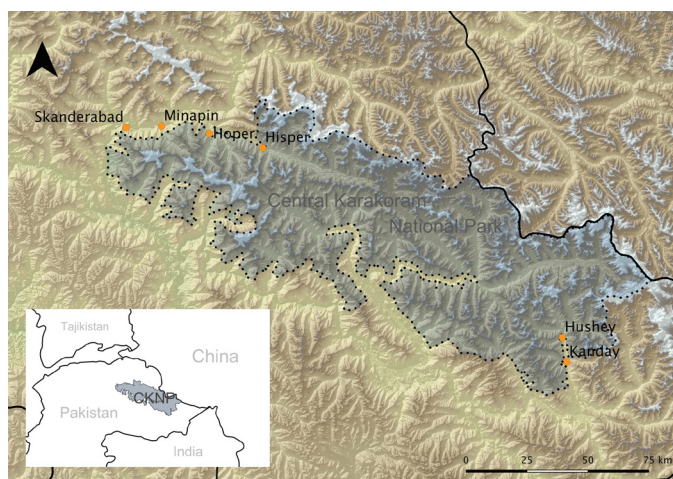 Skanderabad
Minapin
Hoper
Hisper
Central Karakoram
National Park
Hushey
Kanday
Tajikistan
China
CKNP
Pakistan
India
0 25 50 75 km